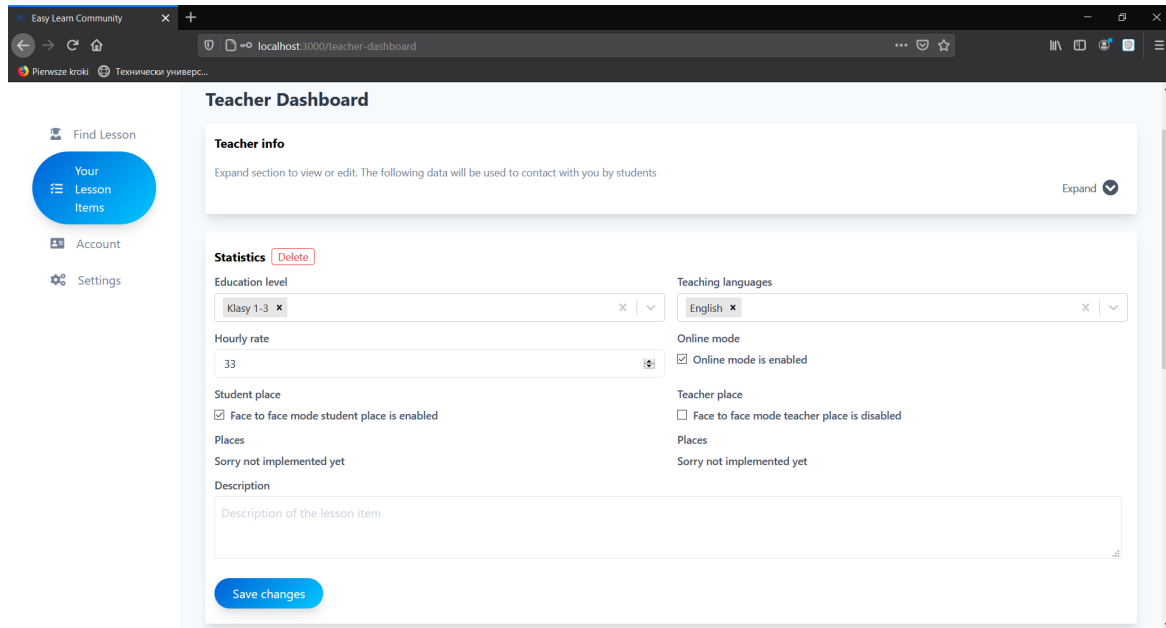 Easy Learn Community
localhost:3000/teacher-dashboard
Pierwsze kroki Технически универс...
Find Lesson
Your
Lesson
Items
Account
Settings
Teacher Dashboard
Teacher info
Expand section to view or edit. The following data will be used to contact with you by students
Expand
Statistics Delete
Education level Teaching languages
Klasy 1-3 English
Hourly rate Online mode
33 Online mode is enabled
Student place Teacher place
Face to face mode student place is enabled Face to face mode teacher place is disabled
Places Places
Sorry not implemented yet Sorry not implemented yet
Description
Description of the lesson item
Save changes